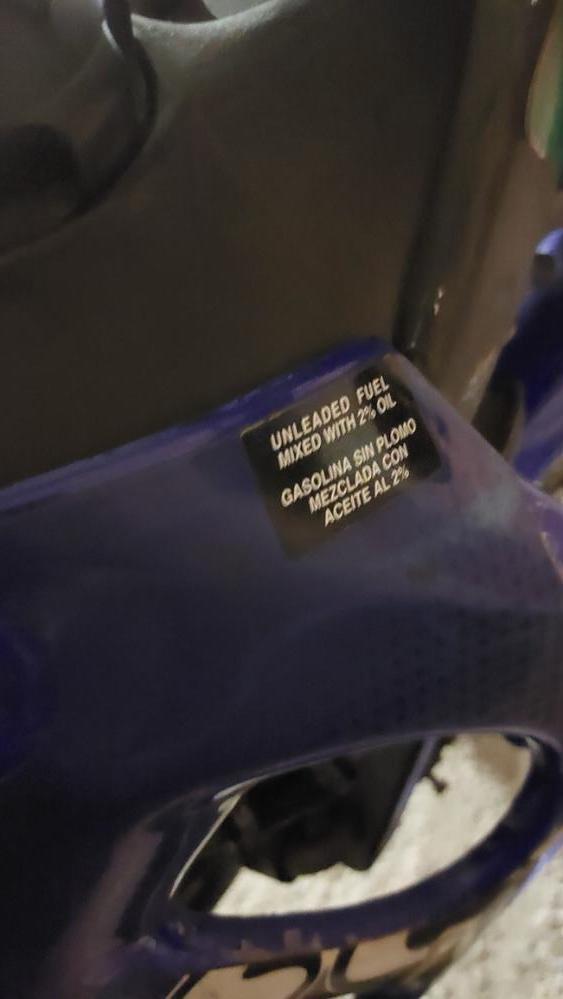 UNLEADED FUEL
MIXED WITH 2% OIL
GASOLINA SIN PLOMO
MEZCLADA CON
ACEITE AL 2%